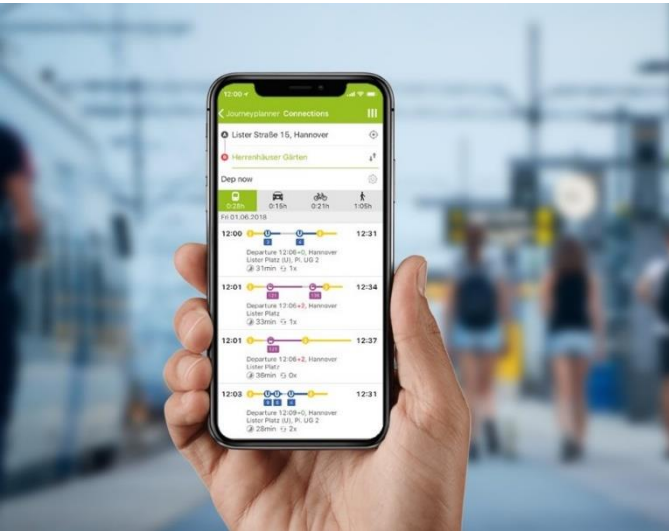 12:00
Journeyplanner Connections
A Lister Straße 15, Hannover
B Herrenhäuser Gärten
Dep now
0:28h 0:15h 0:21h 1:05h
Fri 01.06.2018
12:00 12:31
Departure 12:06+0, Hannover
Lister Platz (U), Pl. UG 2
31min 1x
12:01 12:34
121 136
Departure 12:06+2, Hannover
Lister Platz
33min 1x
12:01 12:37
121
Departure 12:06+2, Hannover
Lister Platz
36min 0x
12:03 12:31
Departure 12:09+0, Hannover
Lister Platz (U), Pl. UG 2
28min 2x